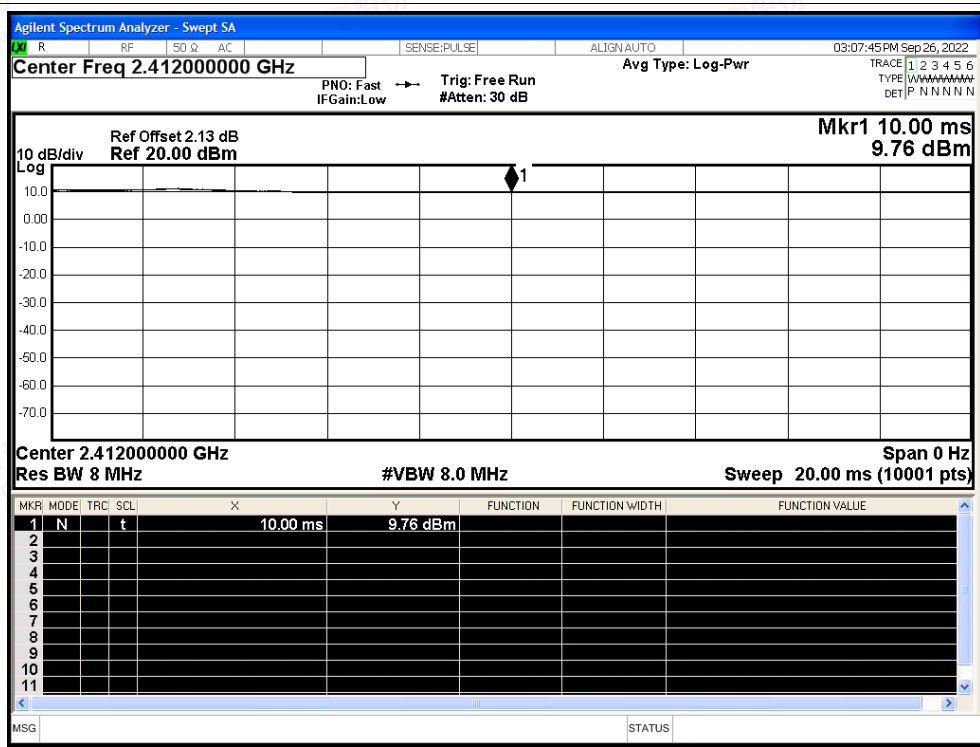 Agilent Spectrum Analyzer - Swept SA
LXI R RF 50 Ω AC SENSE:PULSE ALIGN AUTO 03:07:45 PM Sep 26, 2022
Center Freq 2.412000000 GHz
PNO: Fast
IFGain:Low
Trig: Free Run
#Atten: 30 dB
Avg Type: Log-Pwr
TRACE 1 2 3 4 5 6
TYPE WWWWWW
DET P N N N N N
Mkr1 10.00 ms
9.76 dBm
Ref Offset 2.13 dB
10 dB/div Ref 20.00 dBm
Log
1
10.0
0.00
-10.0
-20.0
-30.0
-40.0
-50.0
-60.0
-70.0
Center 2.412000000 GHz Span 0 Hz
Res BW 8 MHz #VBW 8.0 MHz Sweep 20.00 ms (10001 pts)
MKR MODE TRC SCL X Y FUNCTION FUNCTION WIDTH FUNCTION VALUE
1 N t 10.00 ms 9.76 dBm
2
3
4
5
6
7
8
9
10
11
MSG STATUS